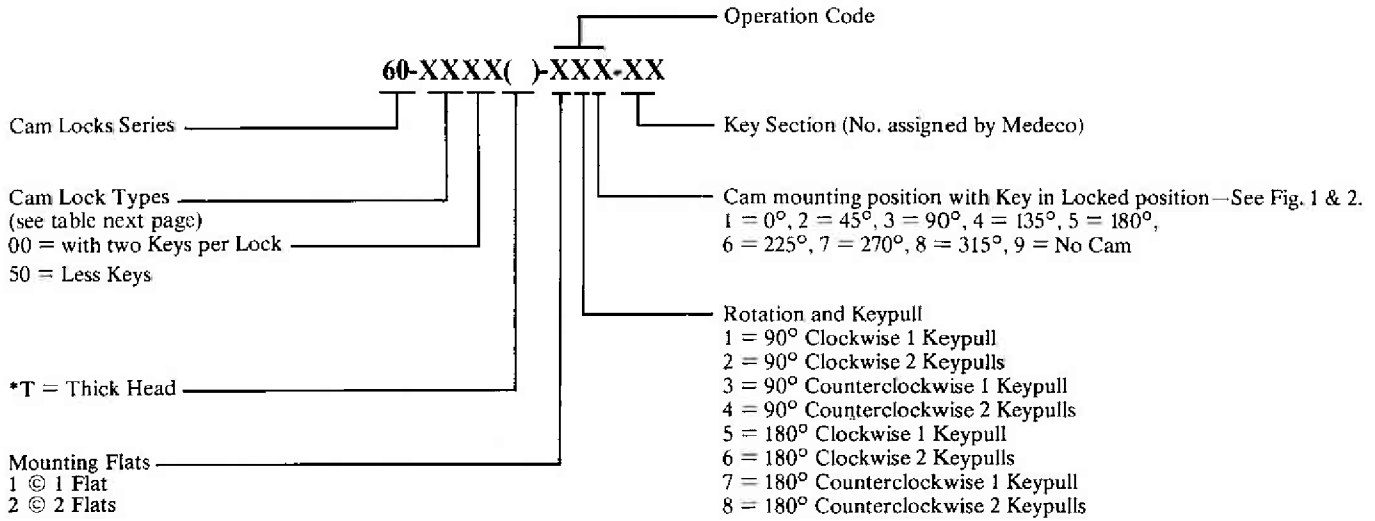 Operation Code
60-XXXX( )-XXX-XX
Cam Locks Series
Key Section (No. assigned by Medeco)
Cam Lock Types
(see table next page)
00 = with two Keys per Lock
50 = Less Keys
Cam mounting position with Key in Locked position—See Fig. 1 & 2.
1 = 0°, 2 = 45°, 3 = 90°, 4 = 135°, 5 = 180°,
6 = 225°, 7 = 270°, 8 = 315°, 9 = No Cam
*T = Thick Head
Rotation and Keypull
1 = 90° Clockwise 1 Keypull
2 = 90° Clockwise 2 Keypulls
3 = 90° Counterclockwise 1 Keypull
4 = 90° Counterclockwise 2 Keypulls
5 = 180° Clockwise 1 Keypull
6 = 180° Clockwise 2 Keypulls
7 = 180° Counterclockwise 1 Keypull
8 = 180° Counterclockwise 2 Keypulls
Mounting Flats
1 © 1 Flat
2 © 2 Flats